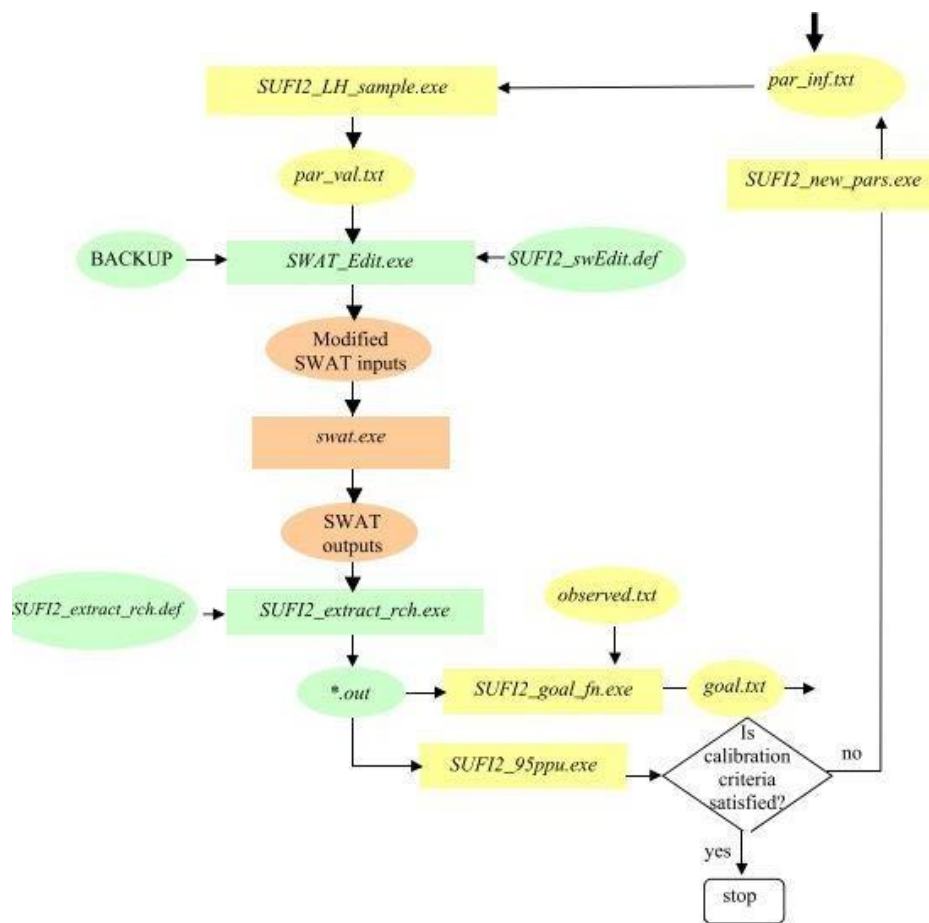 par_inf.txt
SUFI2_LH_sample.exe
par_val.txt
SUFI2_new_pars.exe
BACKUP
SWAT_Edit.exe
SUFI2_swEdit.def
Modified
SWAT inputs
swat.exe
SWAT
outputs
SUFI2_extract_rch.def
SUFI2_extract_rch.exe
observed.txt
*.out
SUFI2_goal_fn.exe
goal.txt
SUFI2_95ppu.exe
Is
calibration
criteria
satisfied?
no
yes
stop